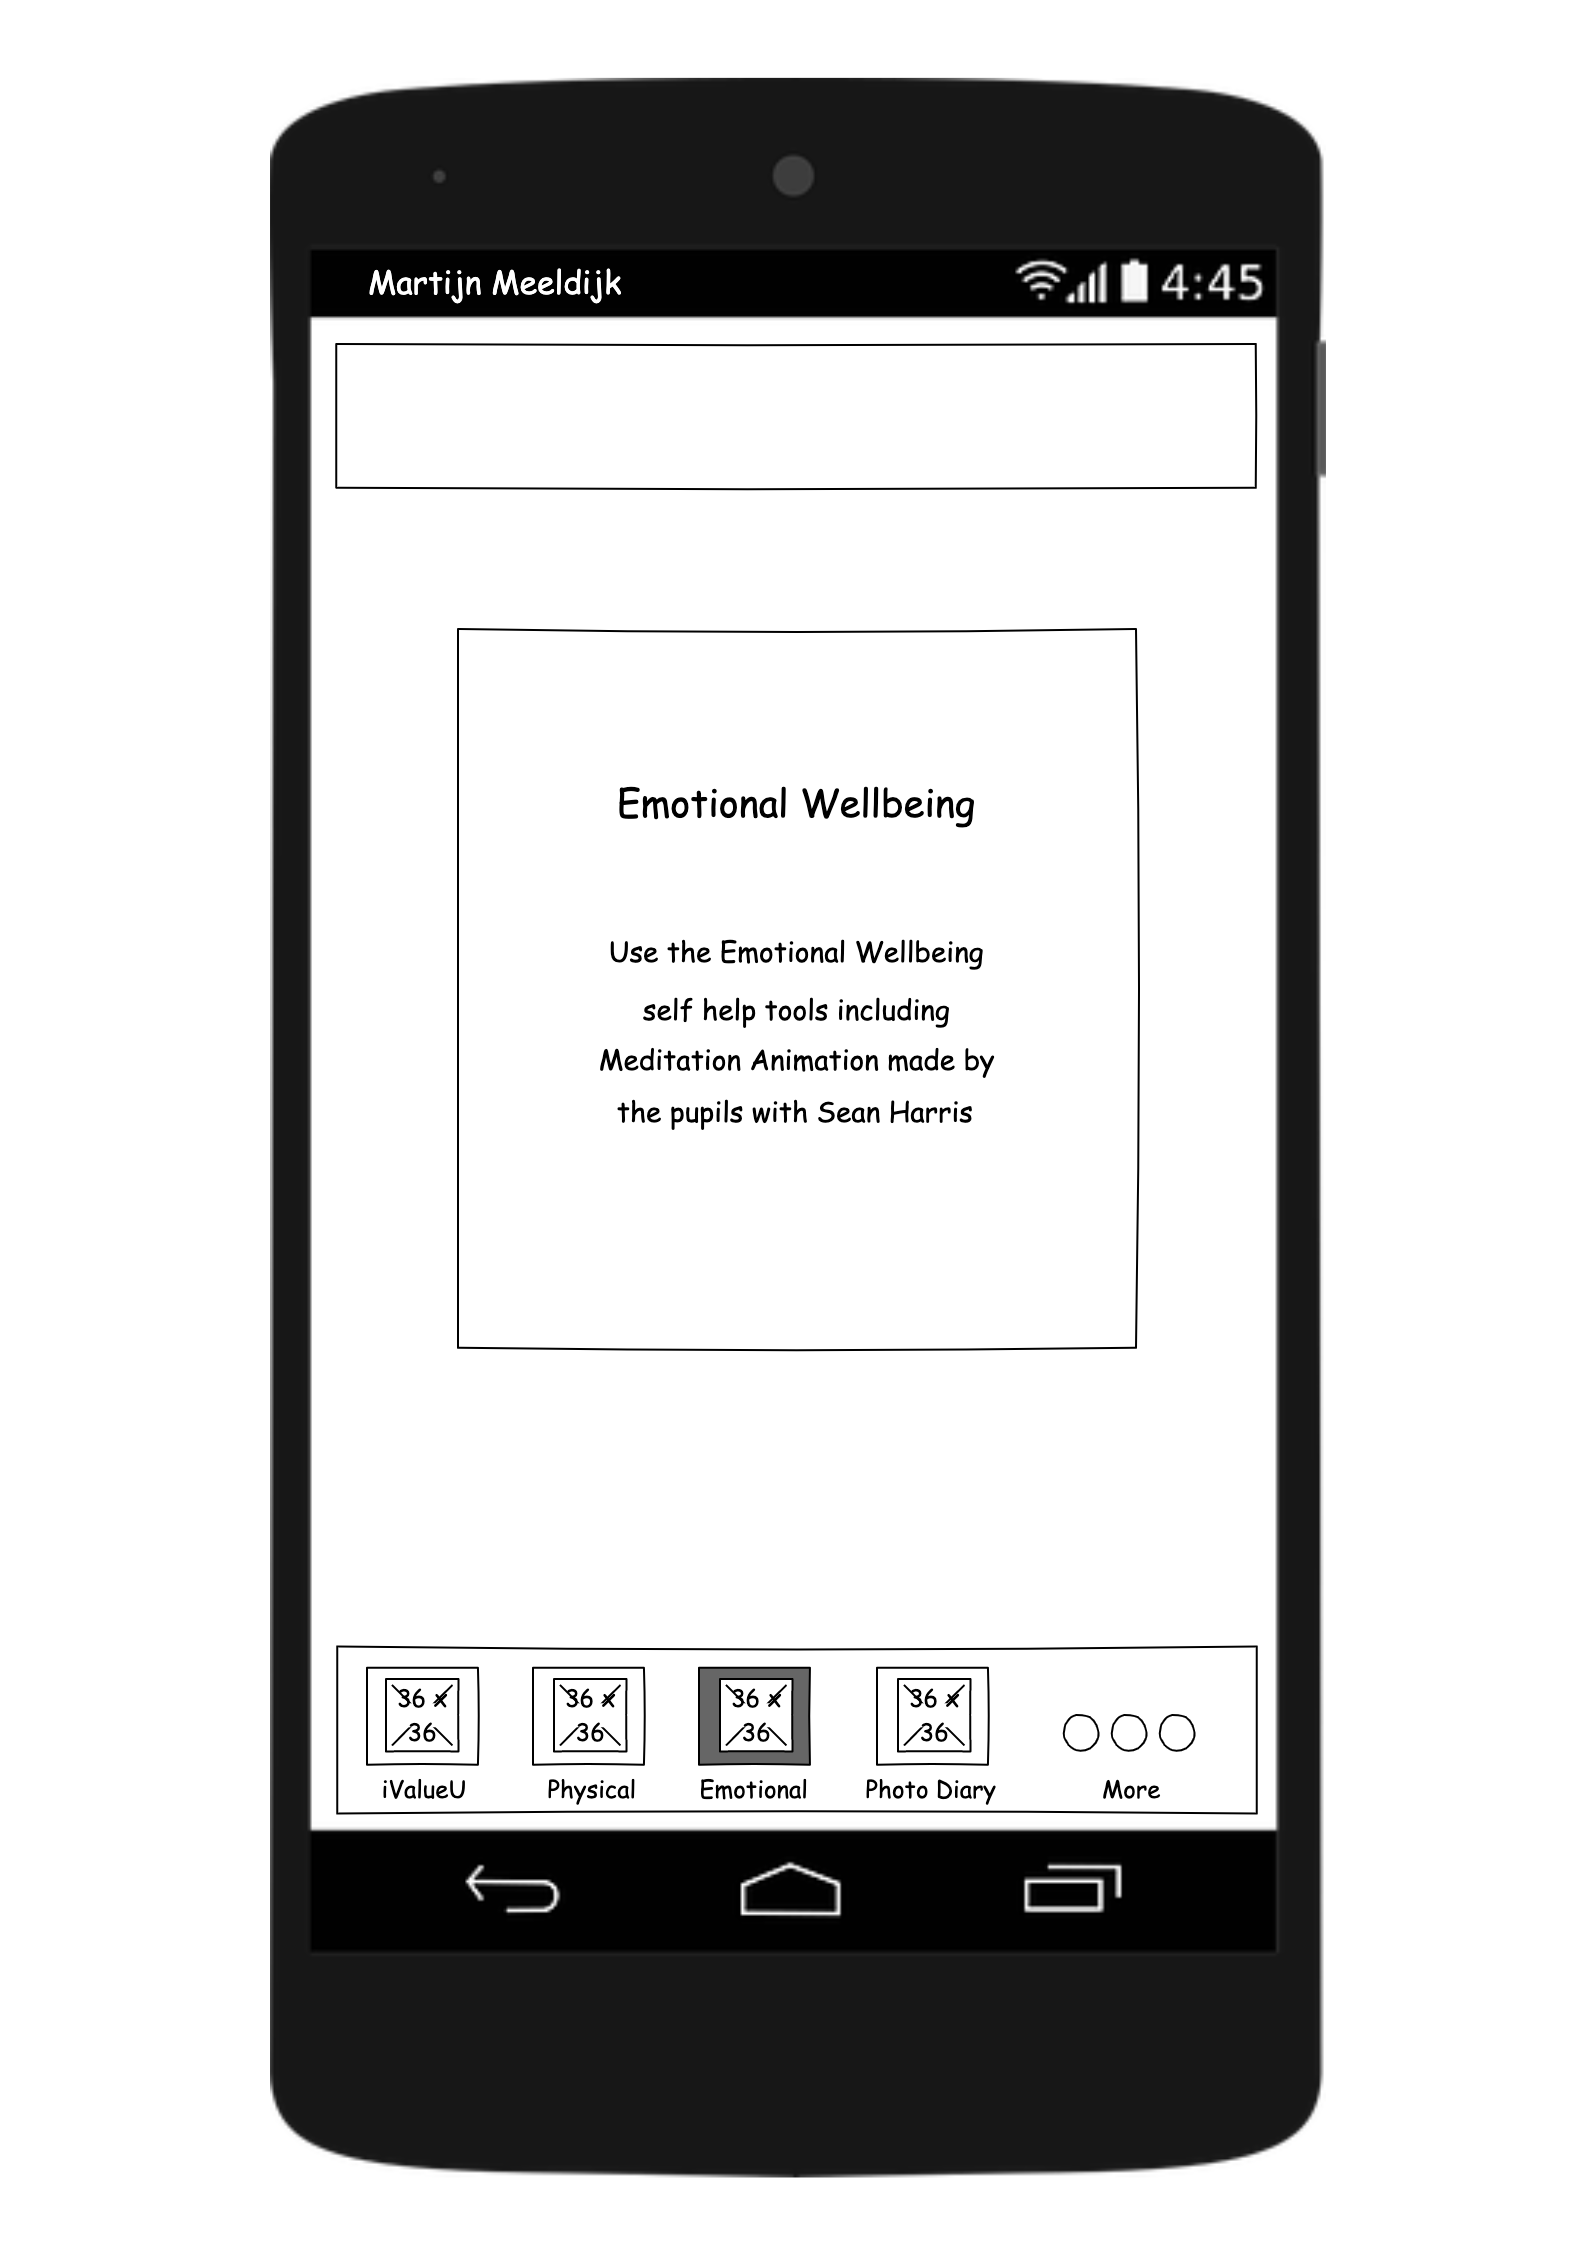 Martijn Meeldijk 4:45
Emotional Wellbeing
Use the Emotional Wellbeing
self help tools including
Meditation Animation made by
the pupils with Sean Harris
36 x 36 x 36 x 36 x
36 36 36 36
iValueU Physical Emotional Photo Diary More